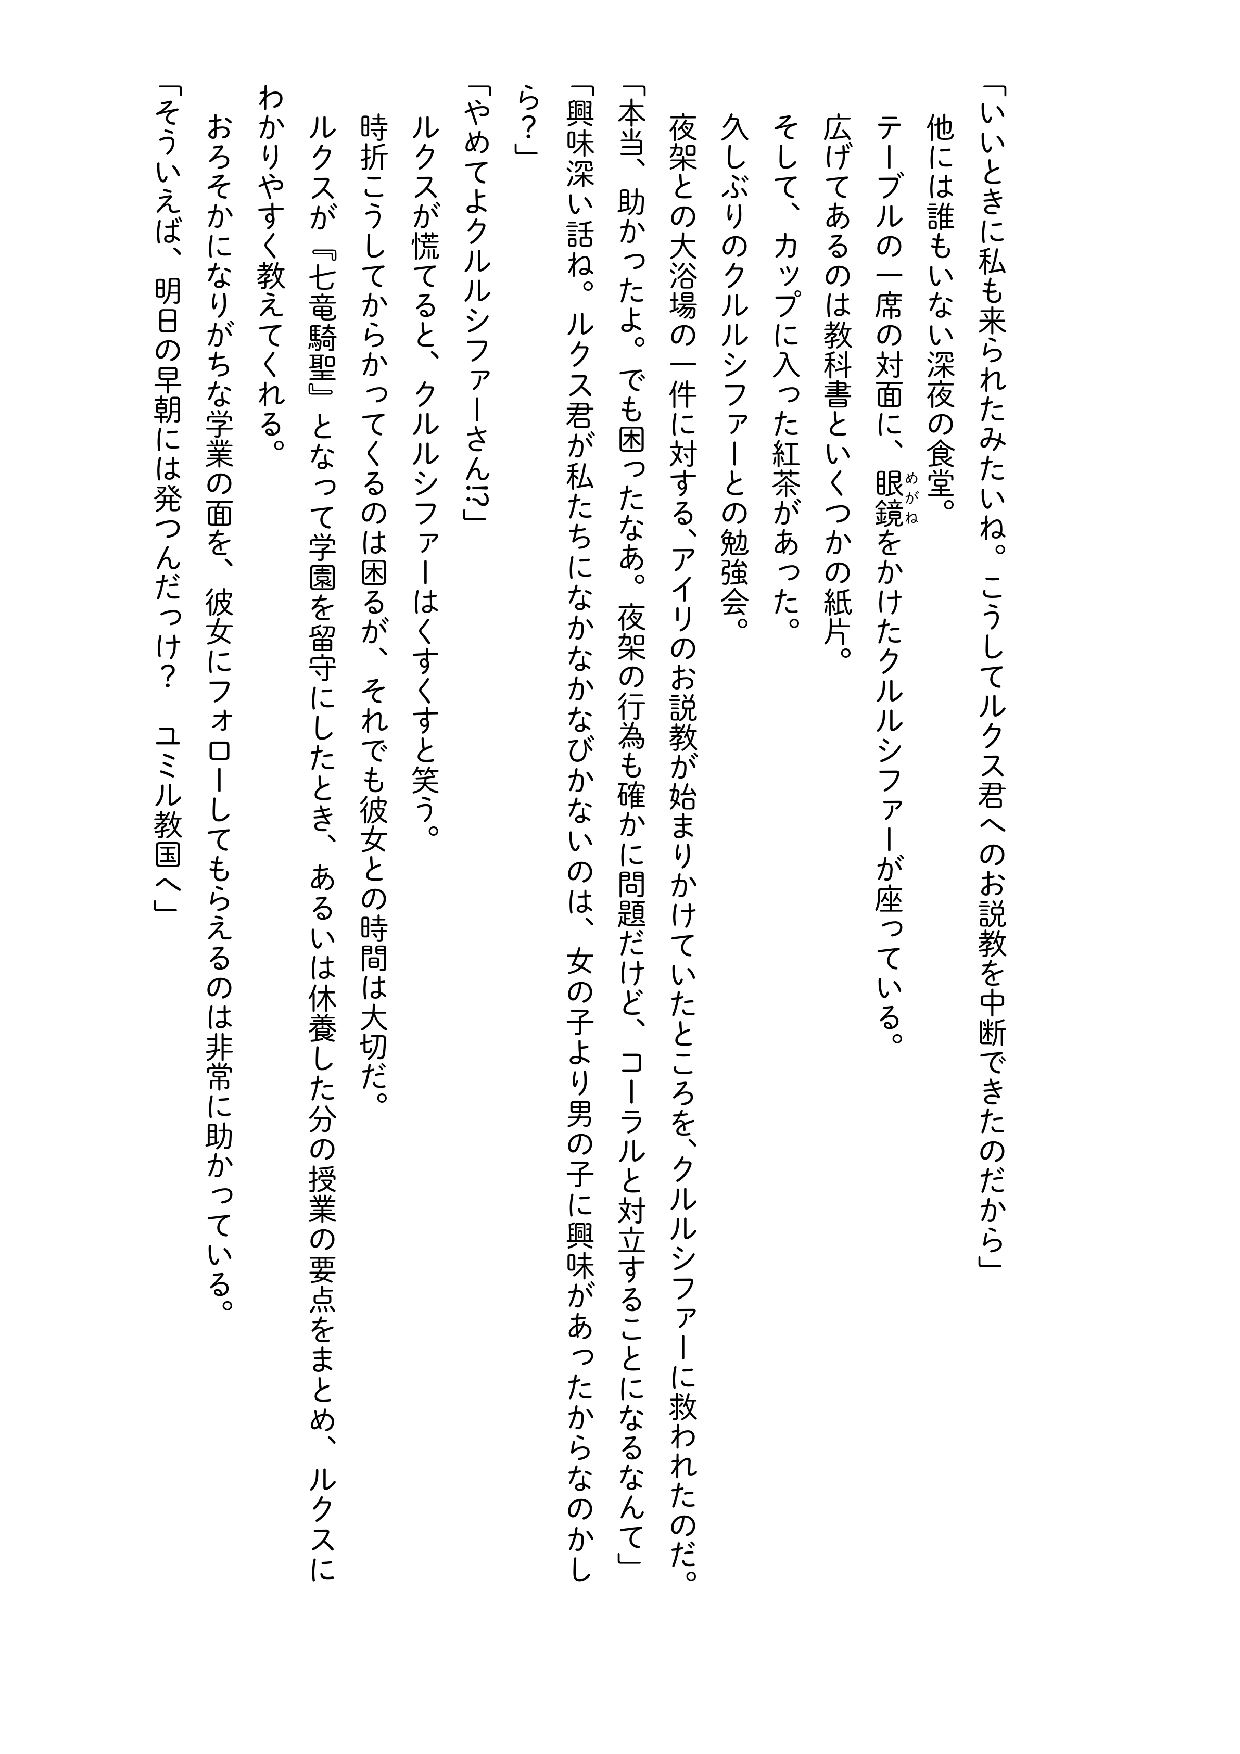 「いいときに私も来られたみたいね。こうしてルクス君へのお説教を中断できたのだから」
他には誰もいない深夜の食堂。
テーブルの一席の対面に、眼鏡をかけたクルルシファーが座っている。
めがね
広げてあるのは教科書といくつかの紙片。
そして、カップに入った紅茶があった。
久しぶりのクルルシファーとの勉強会。
夜架との大浴場の一件に対する、アイリのお説教が始まりかけていたところを、クルルシファーに救われたのだ。
「本当、助かったよ。でも困ったなあ。夜架の行為も確かに問題だけど、コーラルと対立することになるなんて」
「興味深い話ね。ルクス君が私たちになかなかなびかないのは、女の子より男の子に興味があったからなのかし
ら？」
「やめてよクルルシファーさん!?」
ルクスが慌てると、クルルシファーはくすくすと笑う。
時折こうしてからかってくるのは困るが、それでも彼女との時間は大切だ。
ルクスが『七竜騎聖』となって学園を留守にしたとき、あるいは休養した分の授業の要点をまとめ、ルクスに
わかりやすく教えてくれる。
おろそかになりがちな学業の面を、彼女にフォローしてもらえるのは非常に助かっている。
「そういえば、明日の早朝には発つんだっけ？　ユミル教国へ」